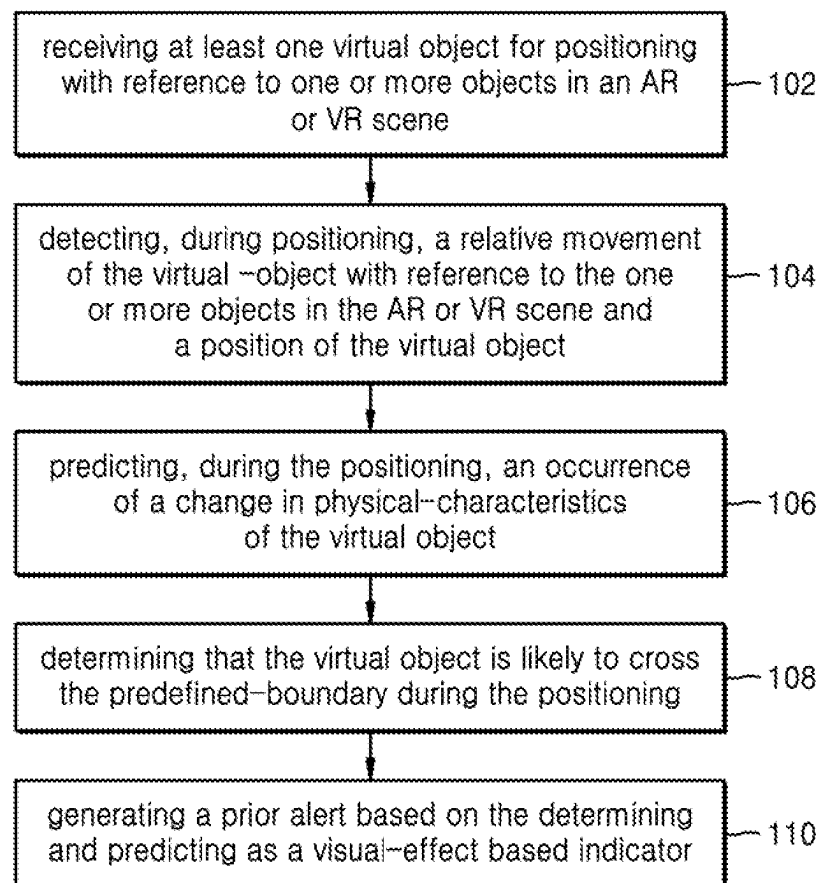 receiving at least one virtual object for positioning
with reference to one or more objects in an AR
or VR scene
102
detecting, during positioning, a relative movement
of the virtual-object with reference to the one
or more objects in the AR or VR scene and
a position of the virtual object
104
predicting, during the positioning, an occurrence
of a change in physical-characteristics
of the virtual object
106
determining that the virtual object is likely to cross
the predefined-boundary during the positioning
108
generating a prior alert based on the determining
and predicting as a visual-effect based indicator
110